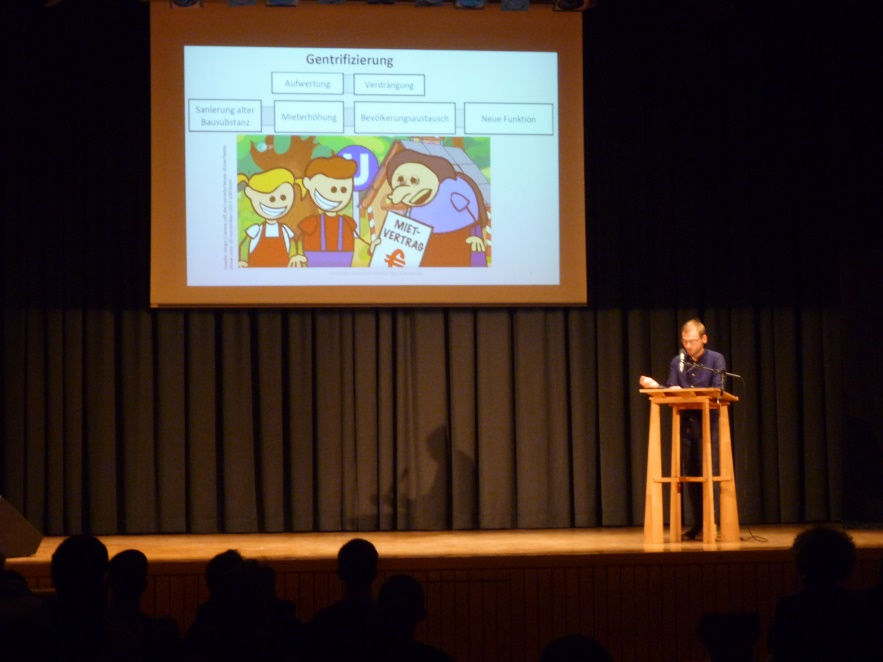 Gentrifizierung
Aufwertung
Verdrängung
Sanierung alter
Bausubstanz
Mieterhöhung
Bevölkerungsaustausch
Neue Funktion
U
MIET-
VERTRAG
€